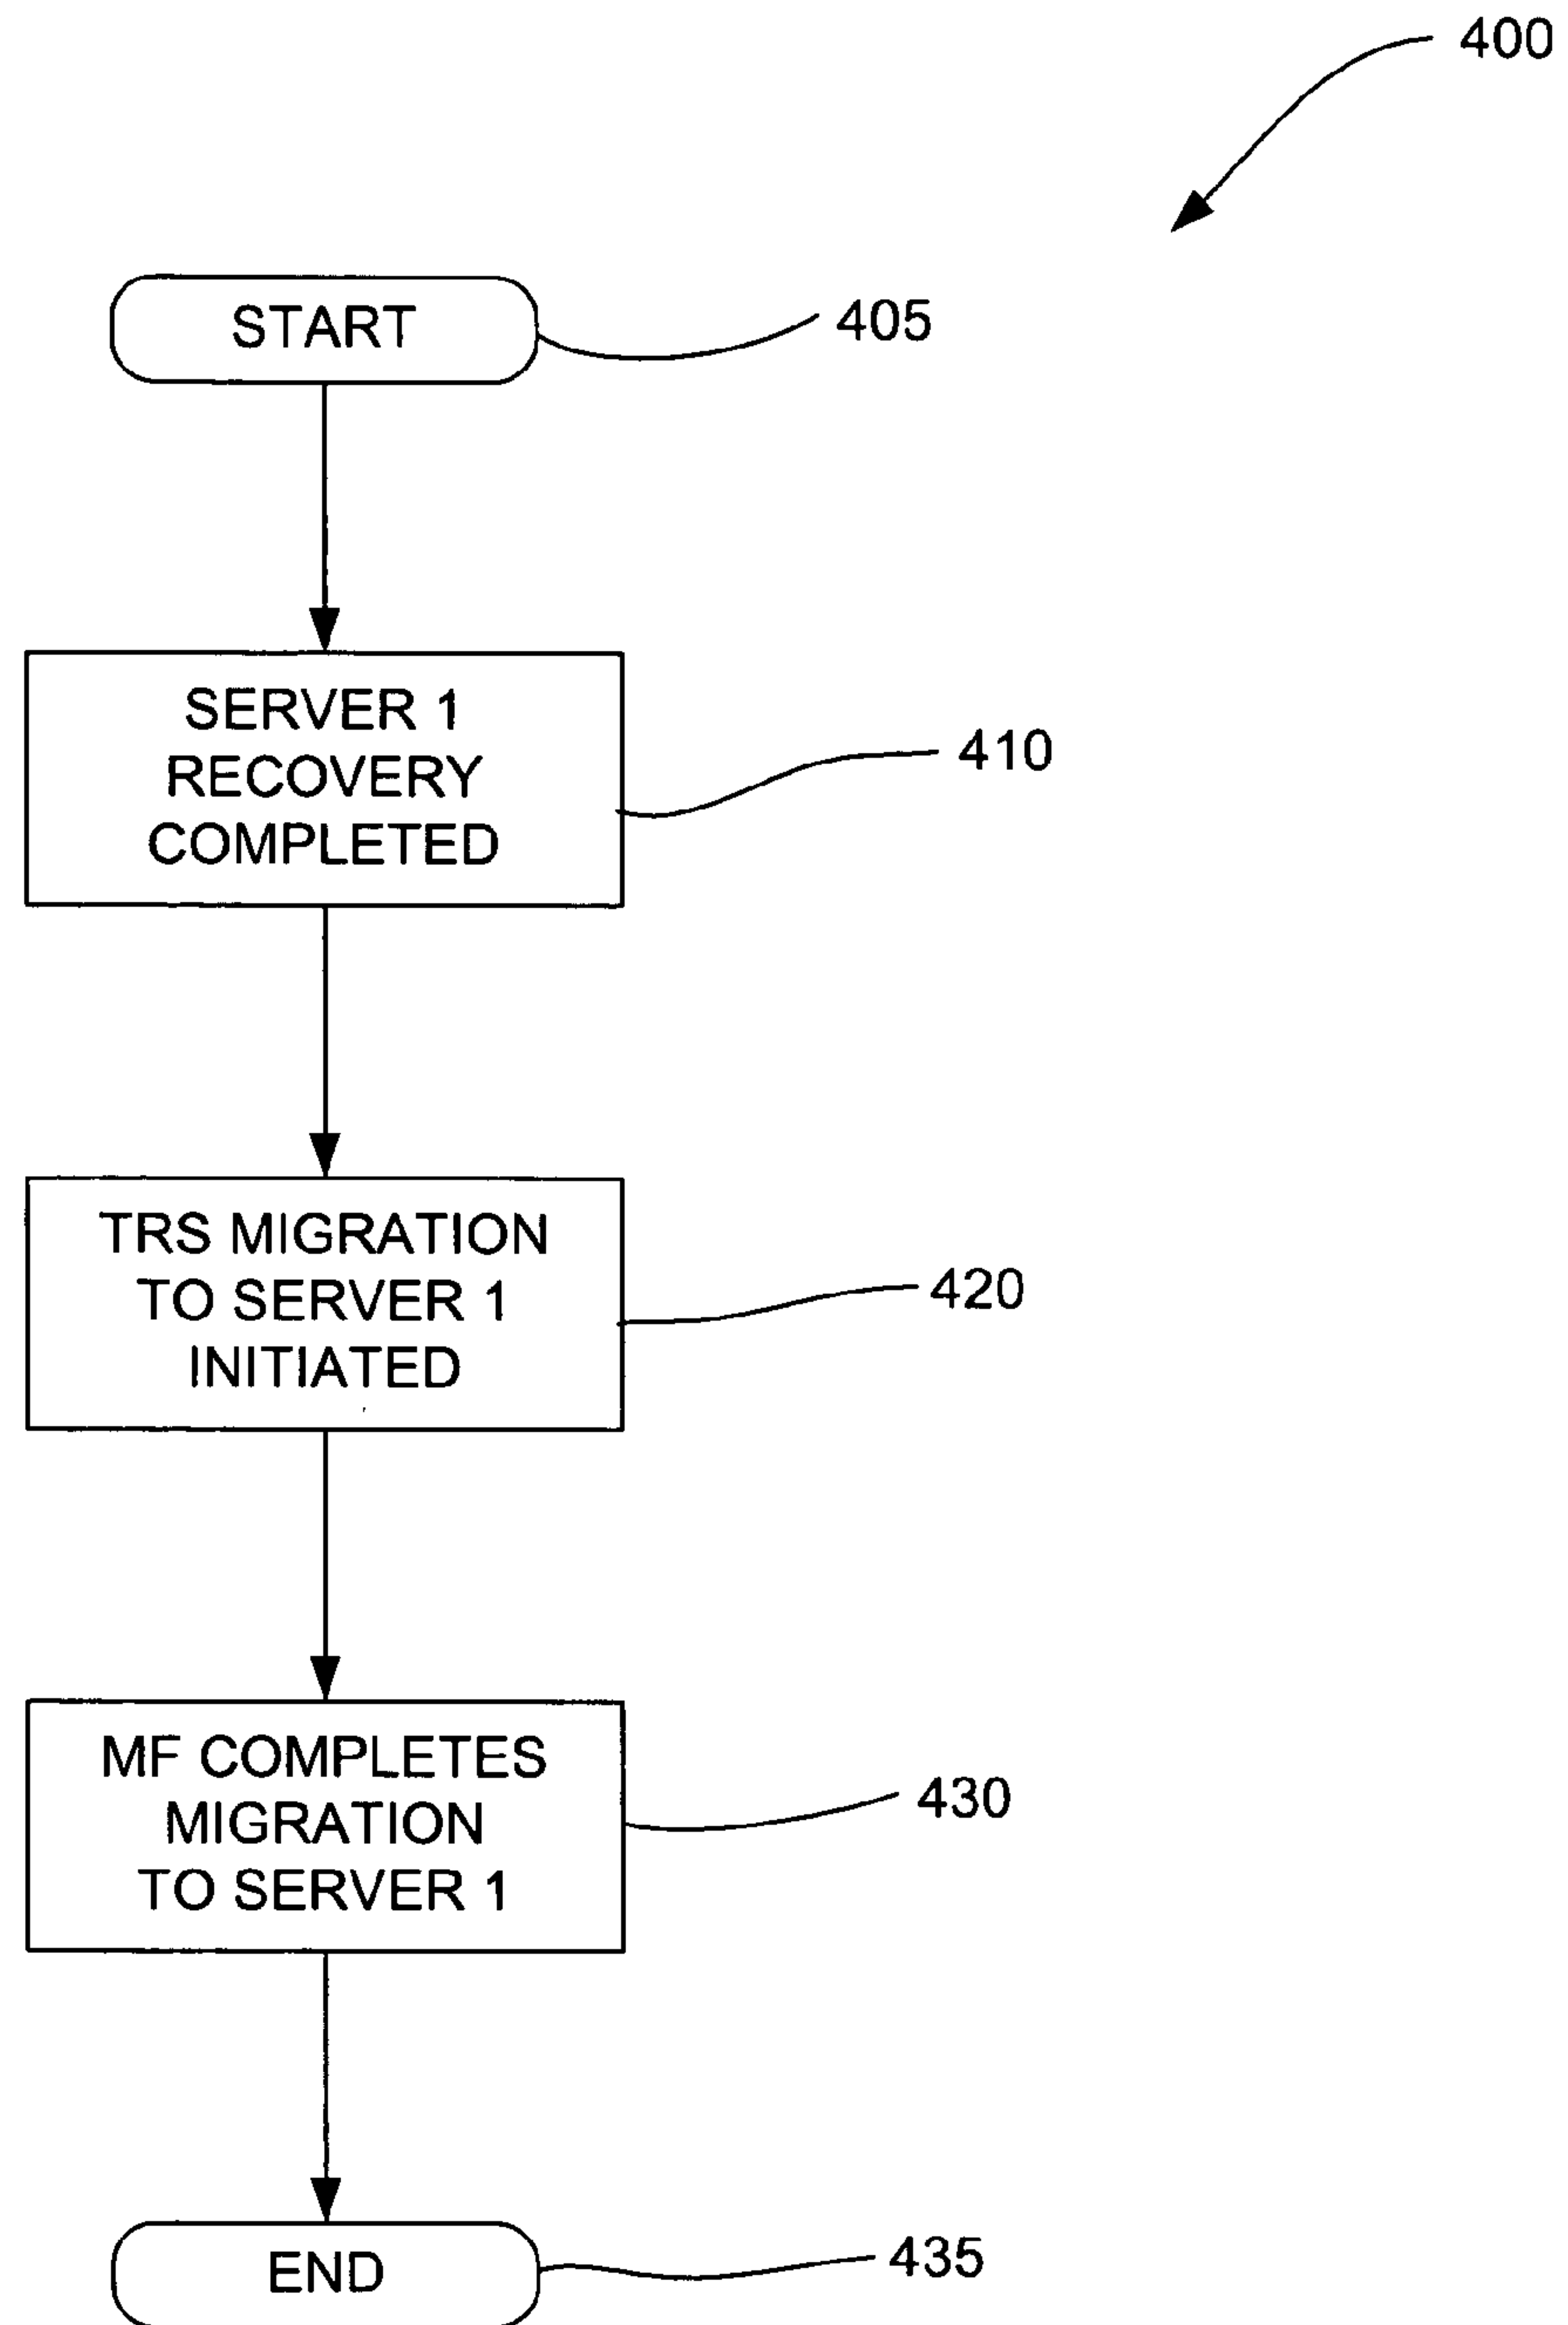 400
START
405
SERVER 1
RECOVERY
COMPLETED
410
TRS MIGRATION
TO SERVER 1
INITIATED
420
MF COMPLETES
MIGRATION
TO SERVER 1
430
END
435